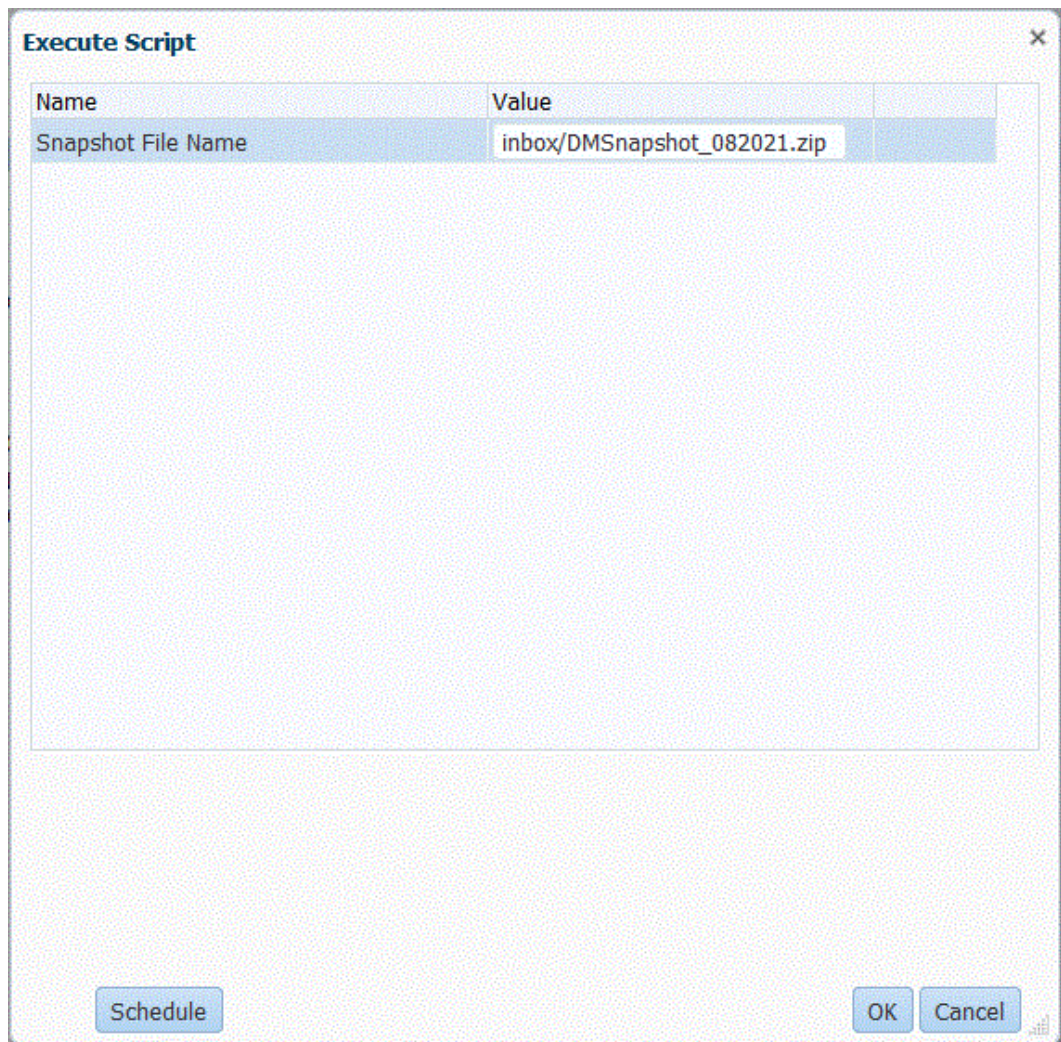 Execute Script
Name Value
Snapshot File Name inbox/DMSnapshot_082021.zip
Schedule OK Cancel